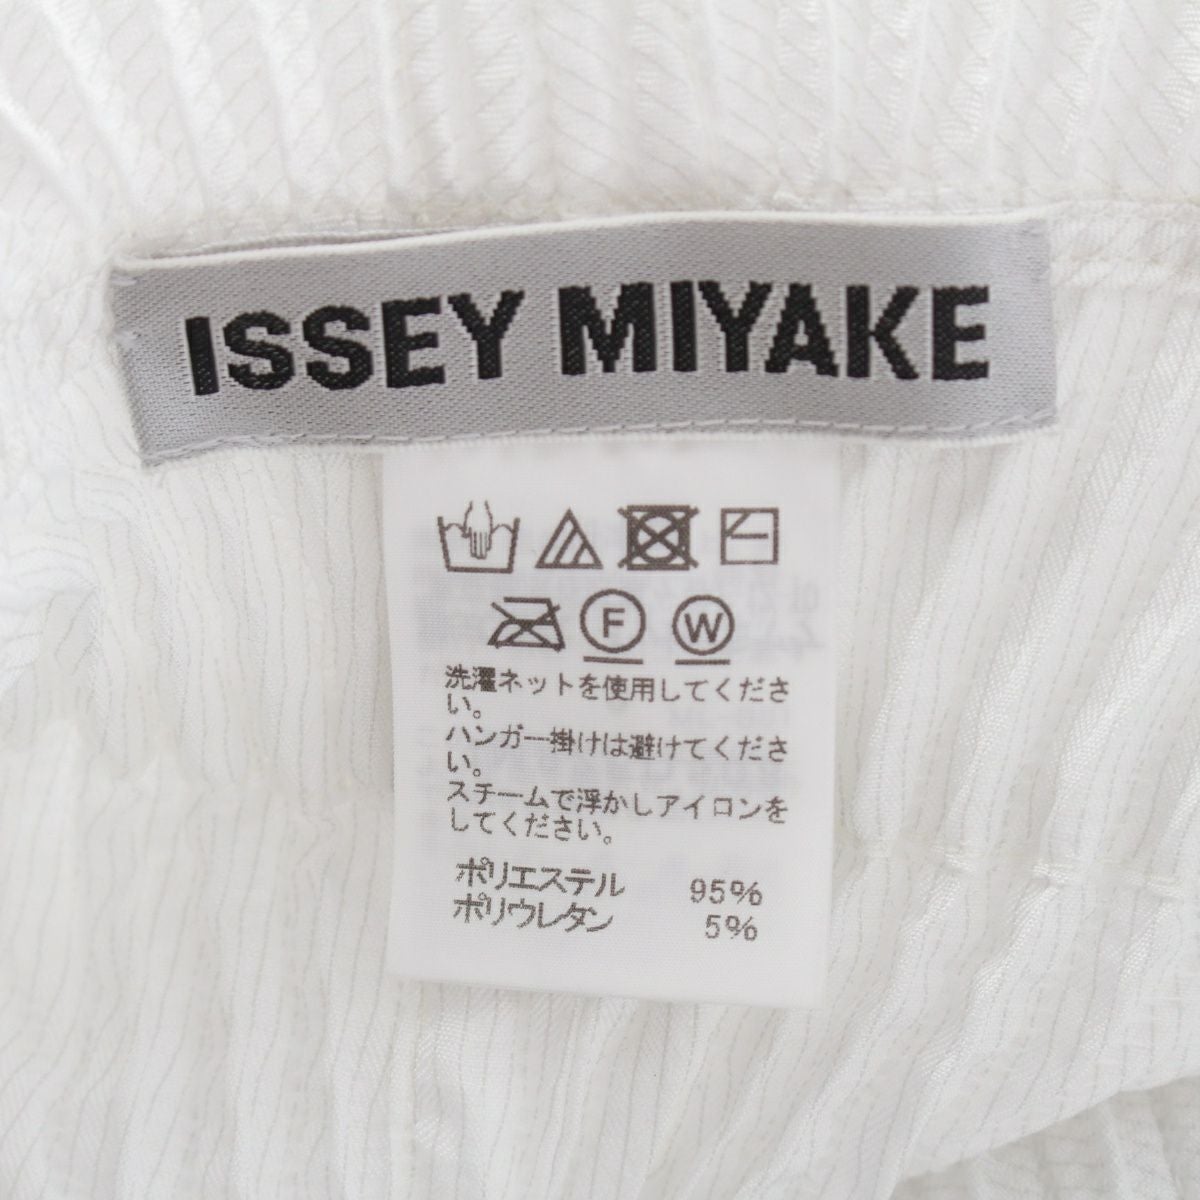 ISSEY MIYAKE
F W
洗濯ネットを使用してくださ
い。
ハンガー掛けは避けてくださ
い。
スチームで浮かしアイロンを
してください。
ポリエステル 95%
ポリウレタン 5%